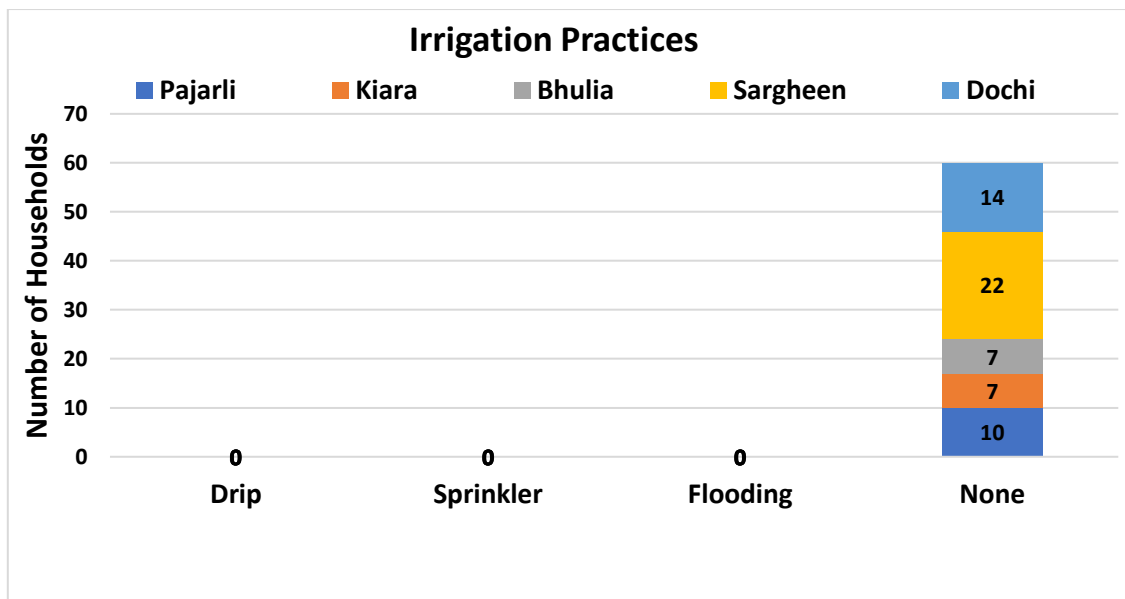 Irrigation Practices
Pajarli Kiara Bhulia Sargheen Dochi
Number of Households
70
60
50
40
30
20
10
0
14
22
7
7
10
0 0 0
Drip Sprinkler Flooding None